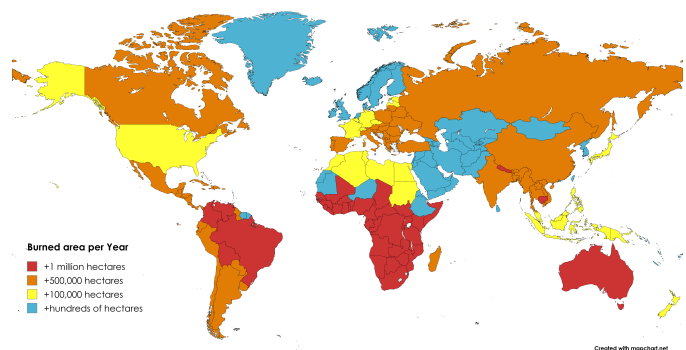 Burned area per Year
+1 million hectares
+500,000 hectares
+100,000 hectares
+hundreds of hectares
Created with mapchart.net